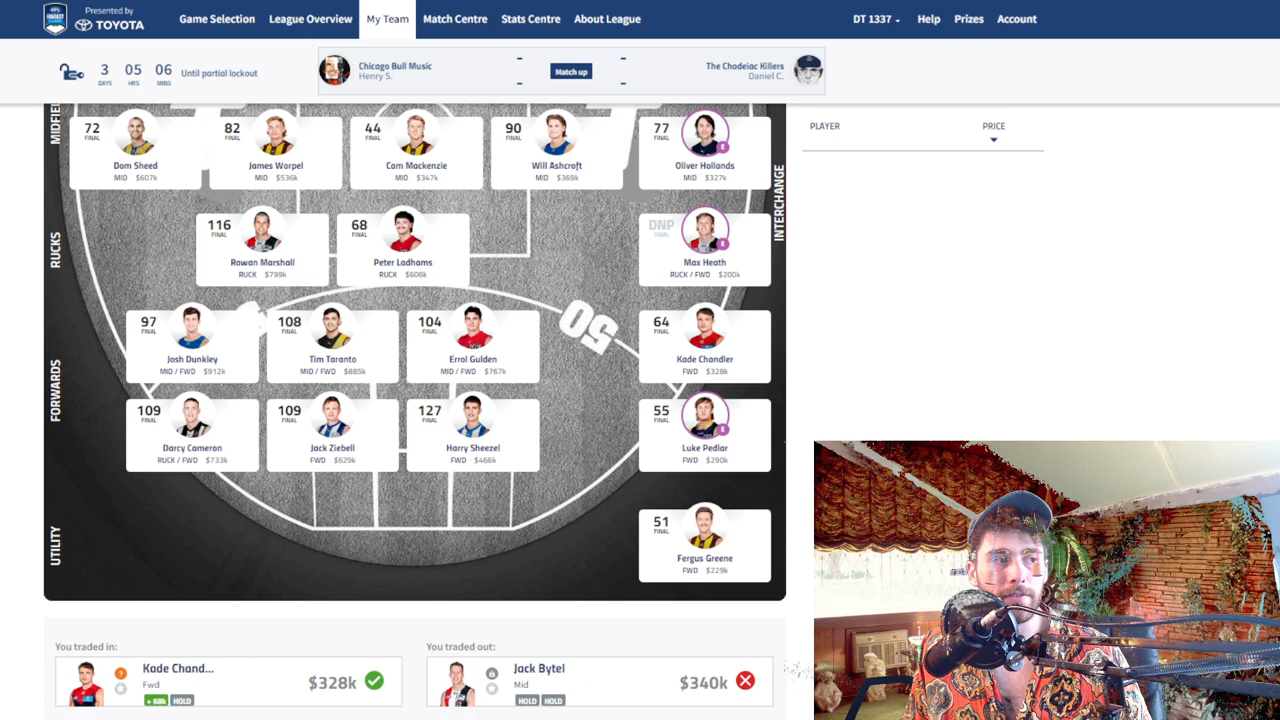 Presented by
TOYOTA
Game Selection
League Overview
My Team
Match Centre
Stats Centre
About League
DT 1337
Help
Prizes
Account
3 DAYS
05 HRS
06 MINS
Until partial lockout
Chicago Bull Music
Henry S.
Match up
The Chodeiac Killers
Daniel C.
MIDFIE
72 FINAL
Dom Sheed
MID $607k
82 FINAL
James Worpel
MID $536k
44 FINAL
Cam Mackenzie
MID $347k
90 FINAL
Will Ashcroft
MID $369k
77 FINAL
E
Oliver Hollands
MID $327k
INTERCHANGE
RUCKS
116 FINAL
Rowan Marshall
RUCK $799k
68 FINAL
Peter Ladhams
RUCK $606k
DNP FINAL
E
Max Heath
RUCK / FWD $200k
50
FORWARDS
97 FINAL
Josh Dunkley
MID / FWD $912k
108 FINAL
Tim Taranto
MID / FWD $885k
104 FINAL
Errol Gulden
MID / FWD $767k
64 FINAL
Kade Chandler
FWD $328k
109 FINAL
Darcy Cameron
RUCK / FWD $733k
109 FINAL
Jack Ziebell
FWD $629k
127 FINAL
Harry Sheezel
FWD $466k
55 FINAL
E
Luke Pedlar
FWD $290k
UTILITY
51 FINAL
Fergus Greene
FWD $229k
PLAYER
PRICE
You traded in:
Kade Chand...
Fwd
+ 68k HOLD
$328k
You traded out:
Jack Bytel
Mid
HOLD HOLD
$340k